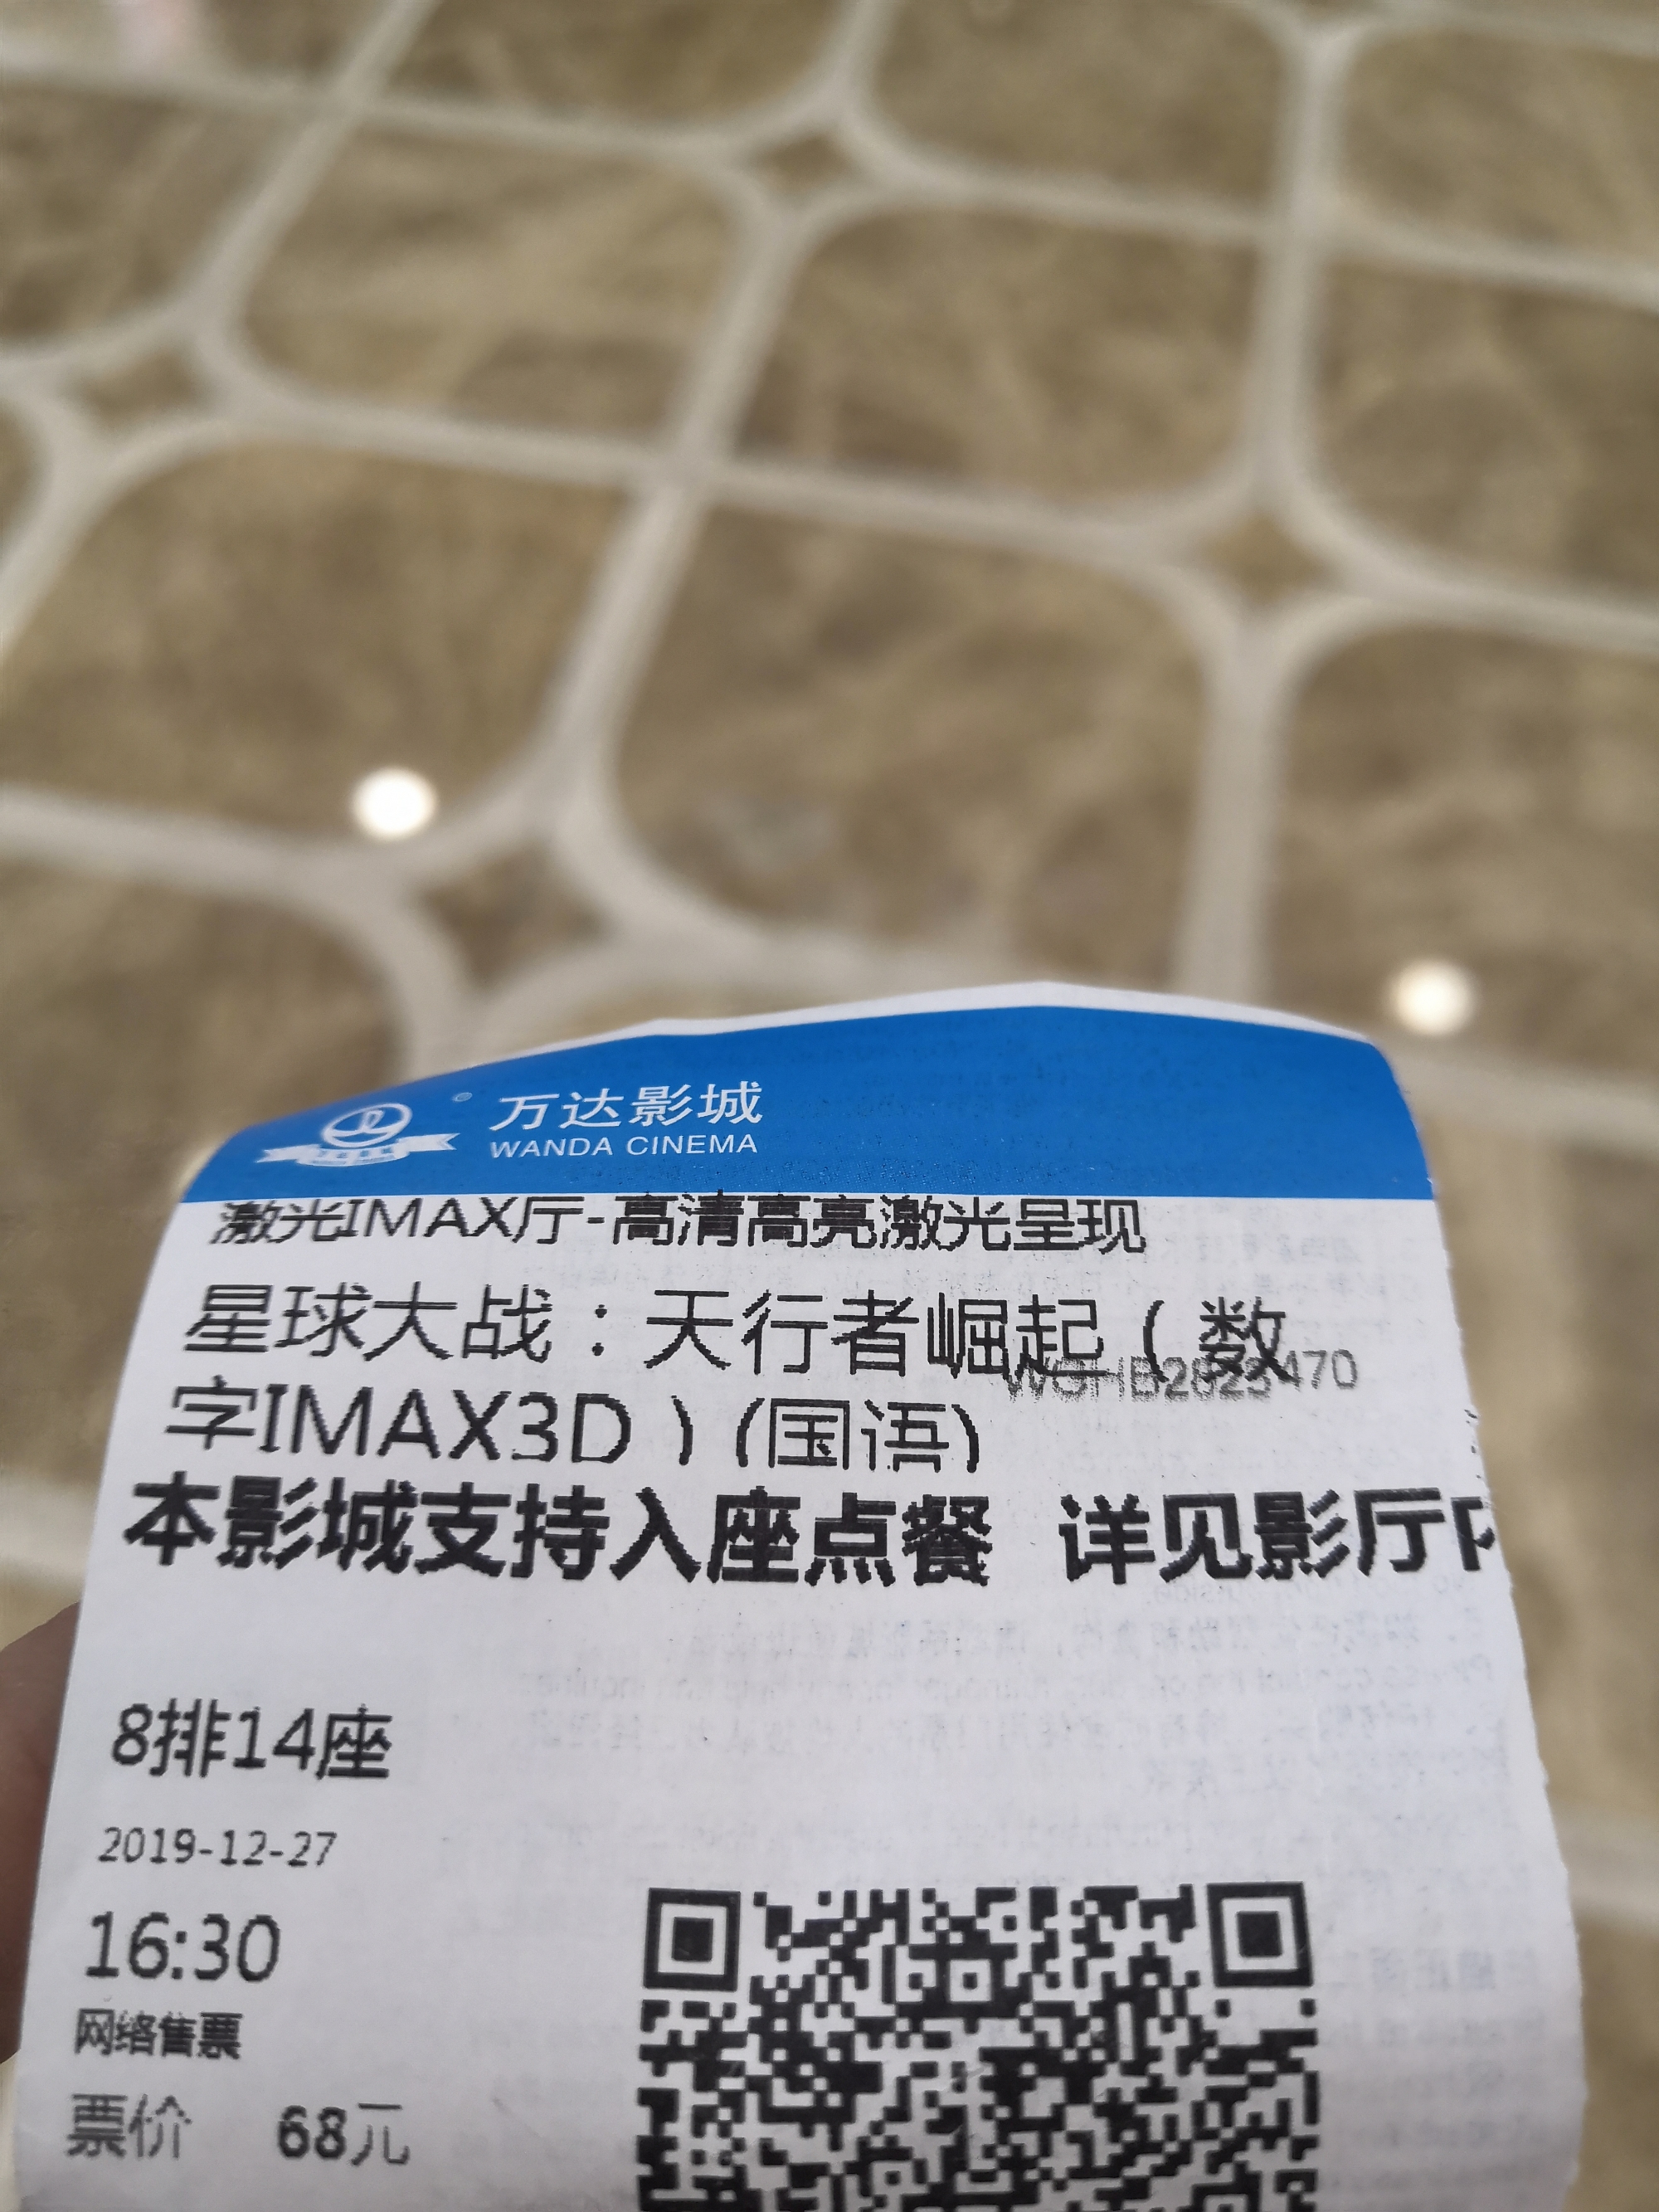 万达影城
WANDA CINEMA
激光IMAX厅-高清高亮激光呈现
星球大战：天行者崛起（数
字IMAX3D）(国语)
本影城支持入座点餐 详见影厅内
8排14座
2019-12-27
16:30
网络售票
票价 68元